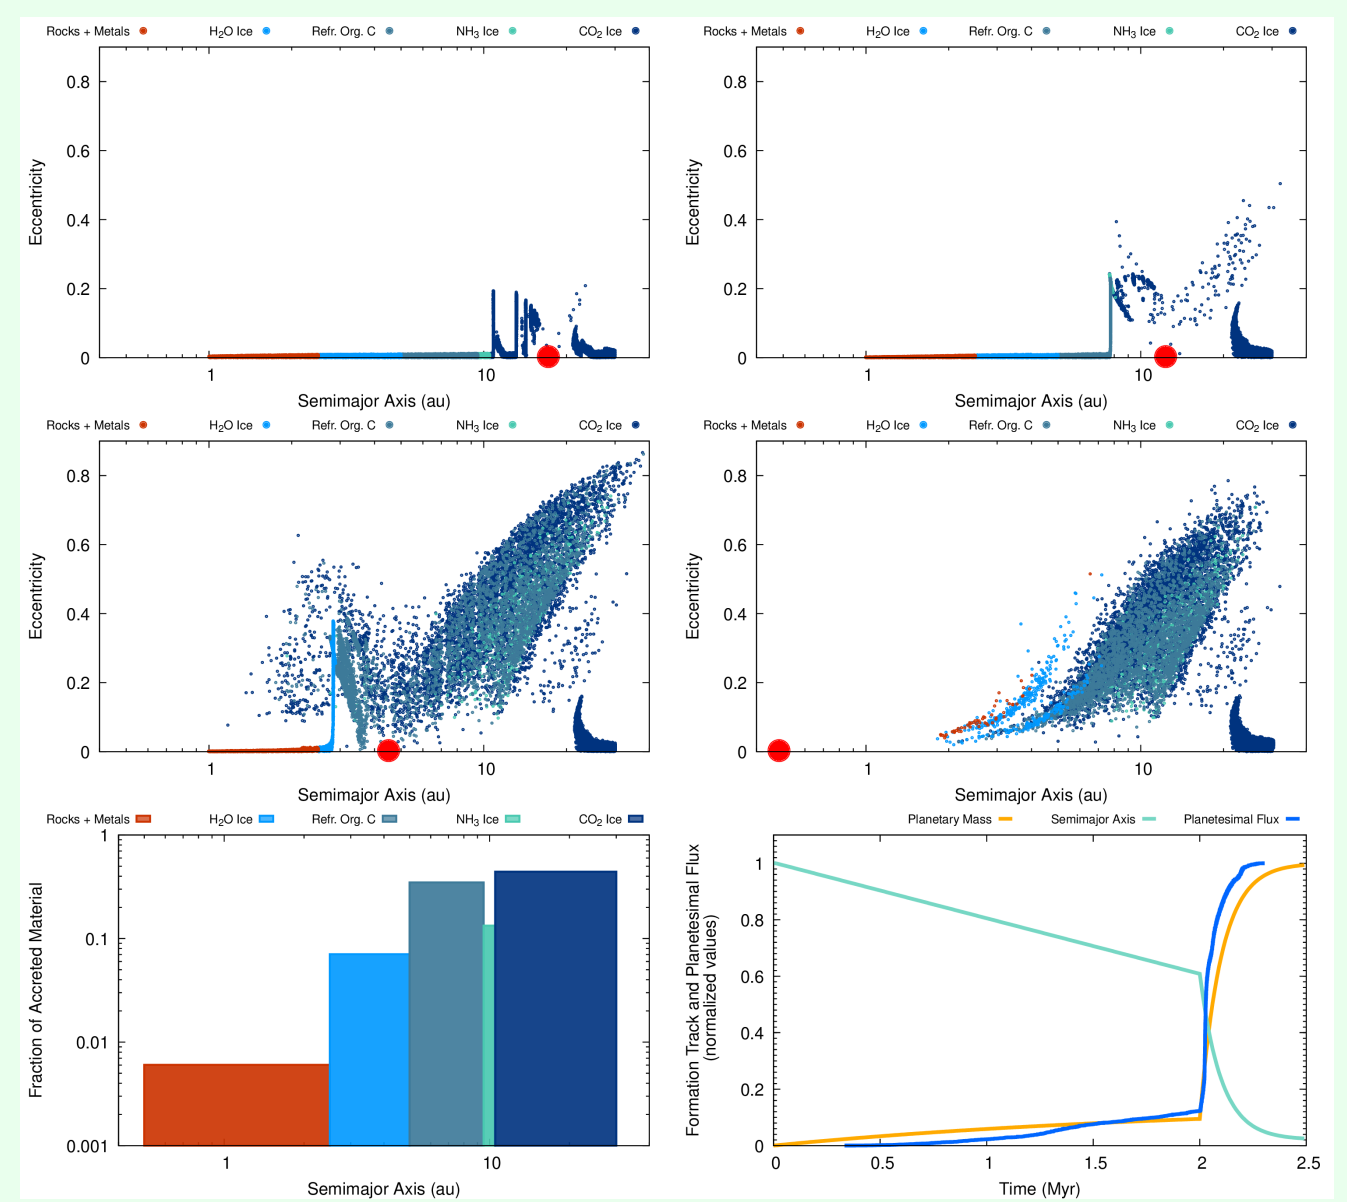 Rocks + Metals H₂O Ice Refr. Org. C NH₃ Ice CO₂ Ice
0.8
0.6
0.4
0.2
0
Eccentricity
1 10
Semimajor Axis (au)
Rocks + Metals H₂O Ice Refr. Org. C NH₃ Ice CO₂ Ice
0.8
0.6
0.4
0.2
0
Eccentricity
1 10
Semimajor Axis (au)
Rocks + Metals H₂O Ice Refr. Org. C NH₃ Ice CO₂ Ice
0.8
0.6
0.4
0.2
0
Eccentricity
1 10
Semimajor Axis (au)
Rocks + Metals H₂O Ice Refr. Org. C NH₃ Ice CO₂ Ice
0.8
0.6
0.4
0.2
0
Eccentricity
1 10
Semimajor Axis (au)
Rocks + Metals H₂O Ice Refr. Org. C NH₃ Ice CO₂ Ice
1
0.1
0.01
0.001
Fraction of Accreted Material
1 10
Semimajor Axis (au)
Planetary Mass Semimajor Axis Planetesimal Flux
1
0.8
0.6
0.4
0.2
0
Formation Track and Planetesimal Flux
(normalized values)
0 0.5 1 1.5 2 2.5
Time (Myr)